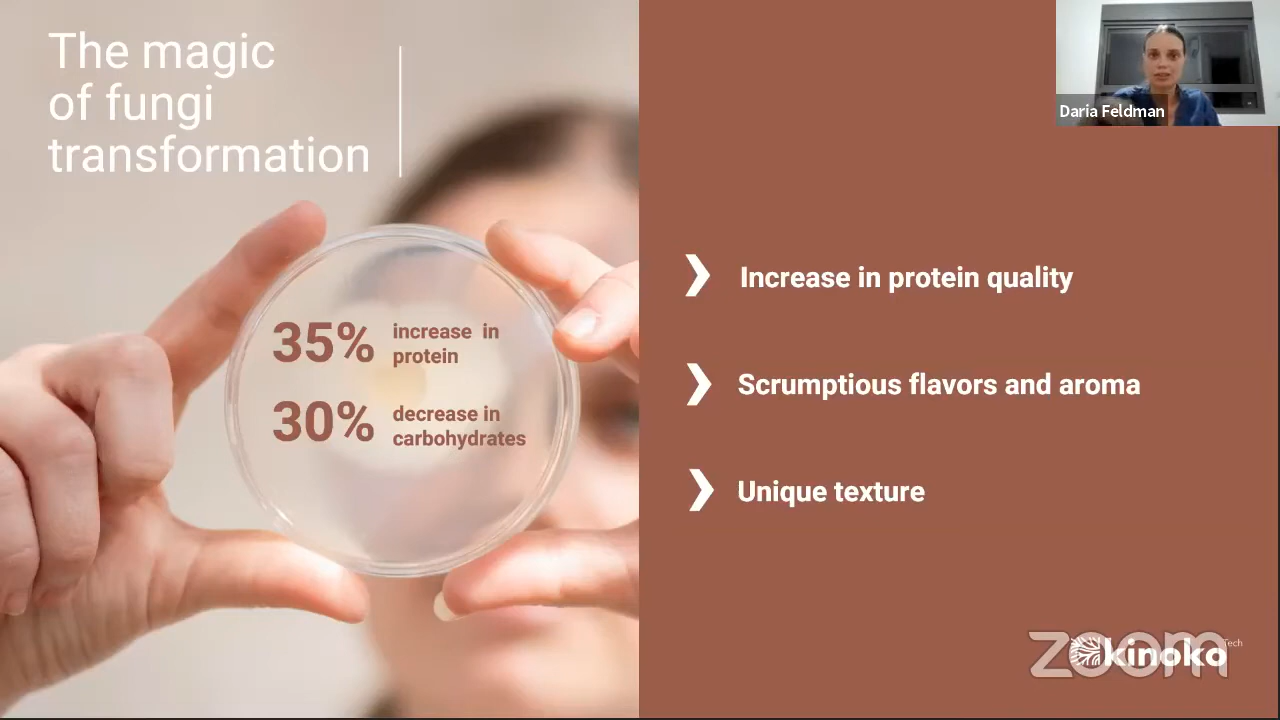 The magic
of fungi
transformation
35% increase in
protein
30% decrease in
carbohydrates
Increase in protein quality
Scrumptious flavors and aroma
Unique texture
Daria Feldman
zoom
kinoko Tech